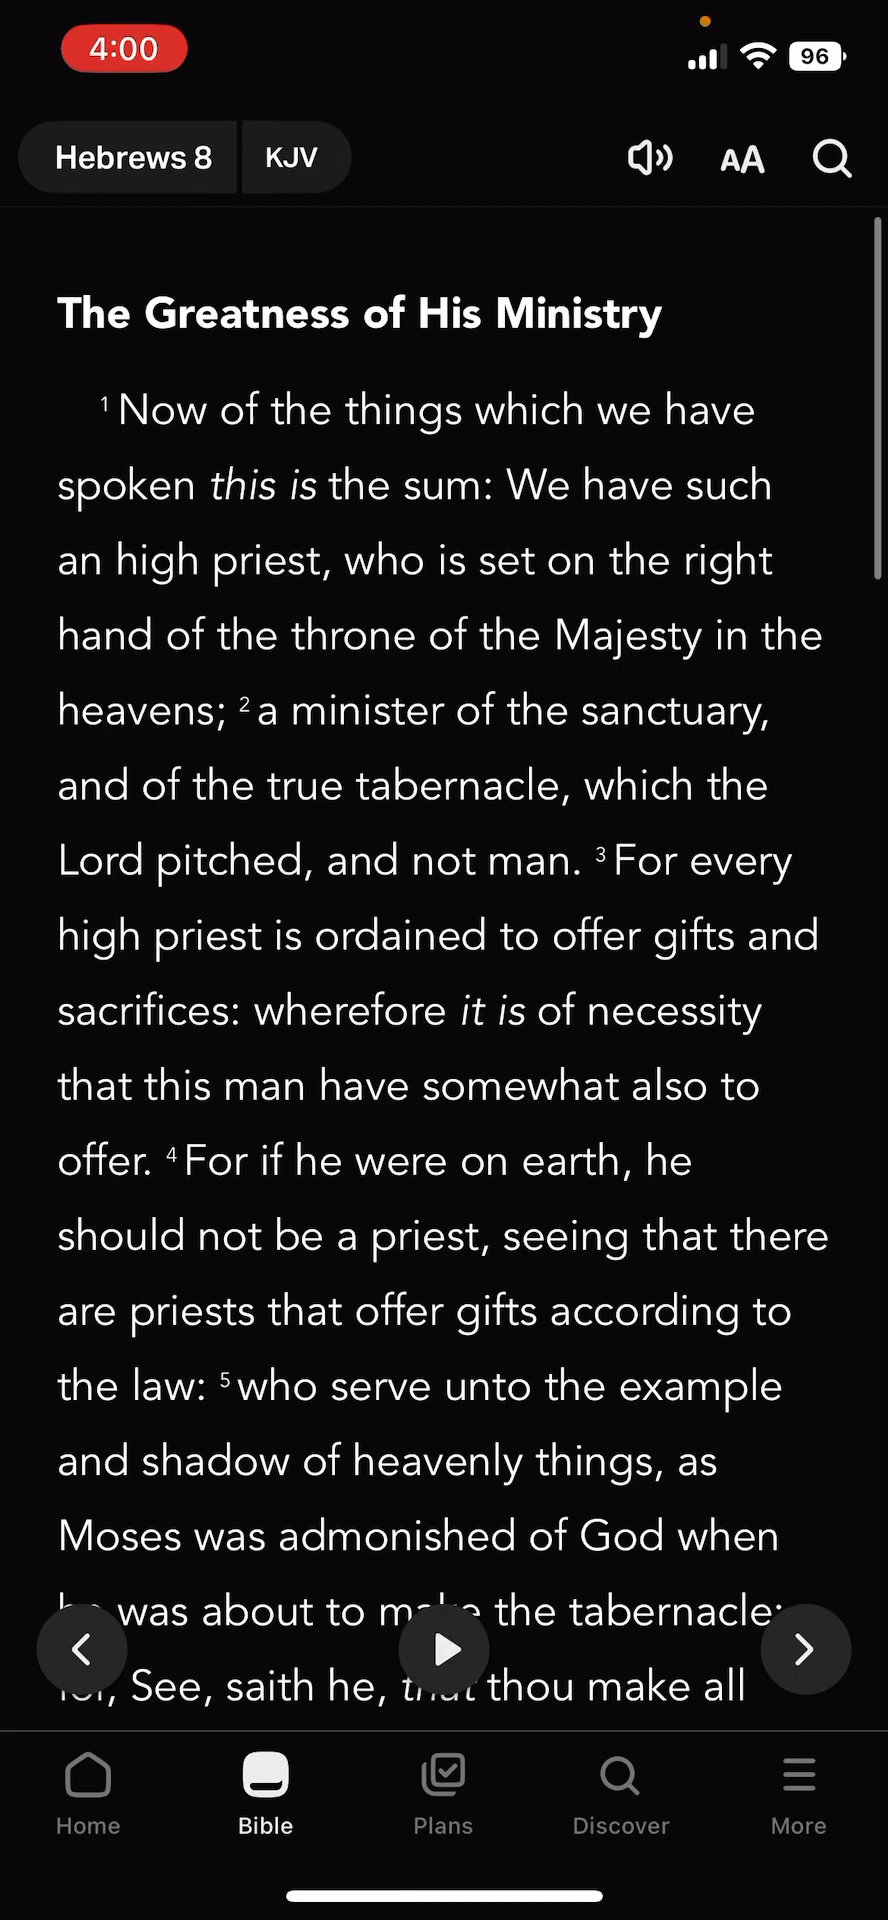 4:00
96
Hebrews 8 KJV
AA
The Greatness of His Ministry
1 Now of the things which we have
spoken this is the sum: We have such
an high priest, who is set on the right
hand of the throne of the Majesty in the
heavens; 2 a minister of the sanctuary,
and of the true tabernacle, which the
Lord pitched, and not man. 3 For every
high priest is ordained to offer gifts and
sacrifices: wherefore it is of necessity
that this man have somewhat also to
offer. 4 For if he were on earth, he
should not be a priest, seeing that there
are priests that offer gifts according to
the law: 5 who serve unto the example
and shadow of heavenly things, as
Moses was admonished of God when
he was about to make the tabernacle:
for, See, saith he, that thou make all
Home Bible Plans Discover More